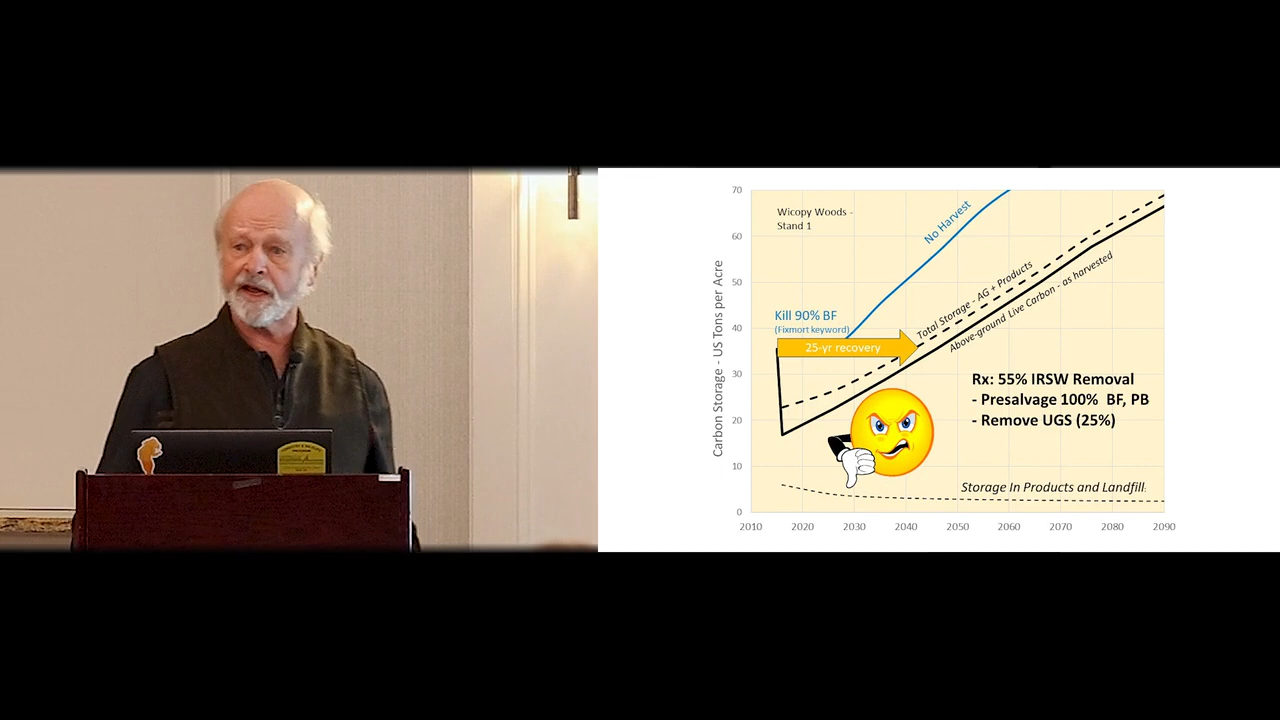 Wicopy Woods -
Stand 1
No Harvest
Kill 90% BF
(Fixmort keyword)
25-yr recovery
Total Storage - AG + Products
Above-ground Live Carbon - as harvested
Rx: 55% IRSW Removal
- Presalvage 100% BF, PB
- Remove UGS (25%)
Storage In Products and Landfill
Carbon Storage - US Tons per Acre
70
60
50
40
30
20
10
0
2010 2020 2030 2040 2050 2060 2070 2080 2090